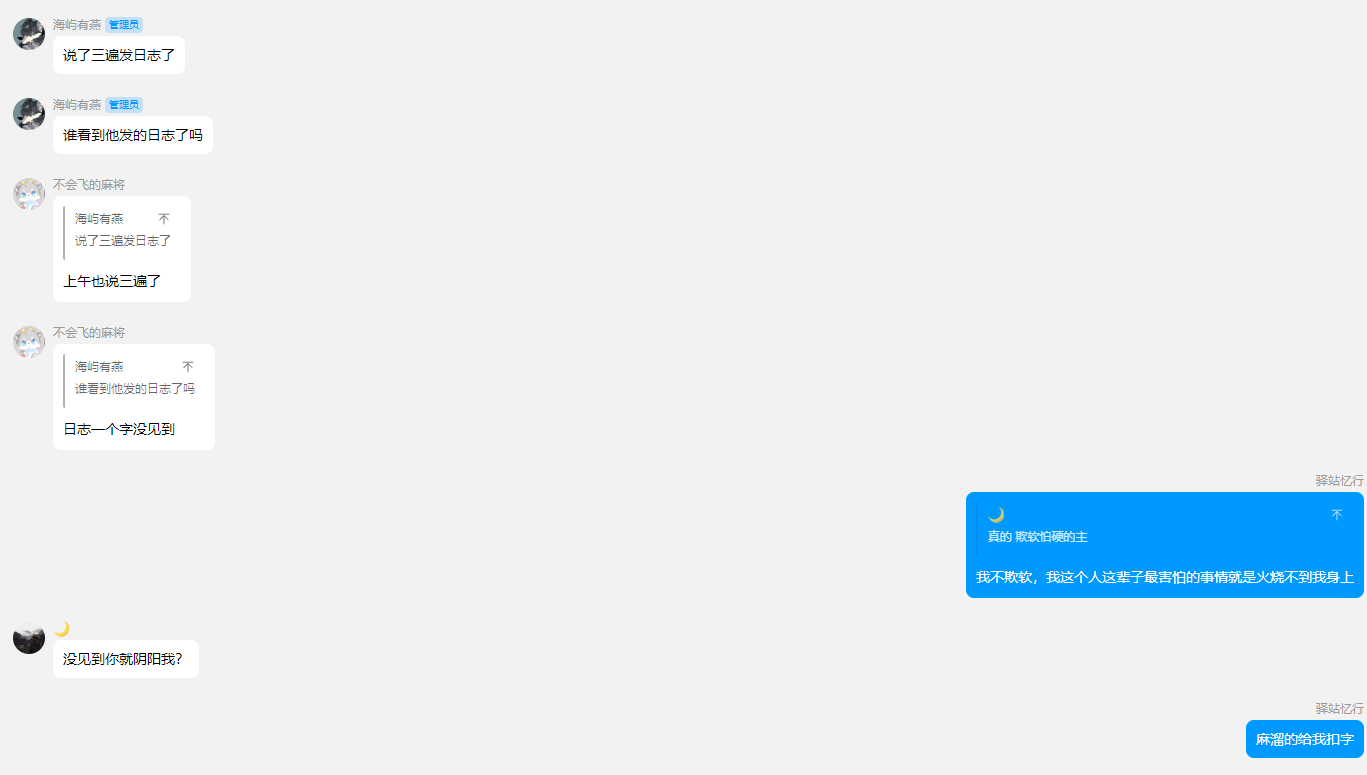 海屿有燕 管理员
说了三遍发日志了
海屿有燕 管理员
谁看到他发的日志了吗
不会飞的麻将
海屿有燕
说了三遍发日志了
上午也说三遍了
不会飞的麻将
海屿有燕
谁看到他发的日志了吗
日志一个字没见到
驿站忆行
🌙
真的 欺软怕硬的主
我不欺软，我这个人这辈子最害怕的事情就是火烧不到我身上
🌙
没见到你就阴阳我？
驿站忆行
麻溜的给我扣字